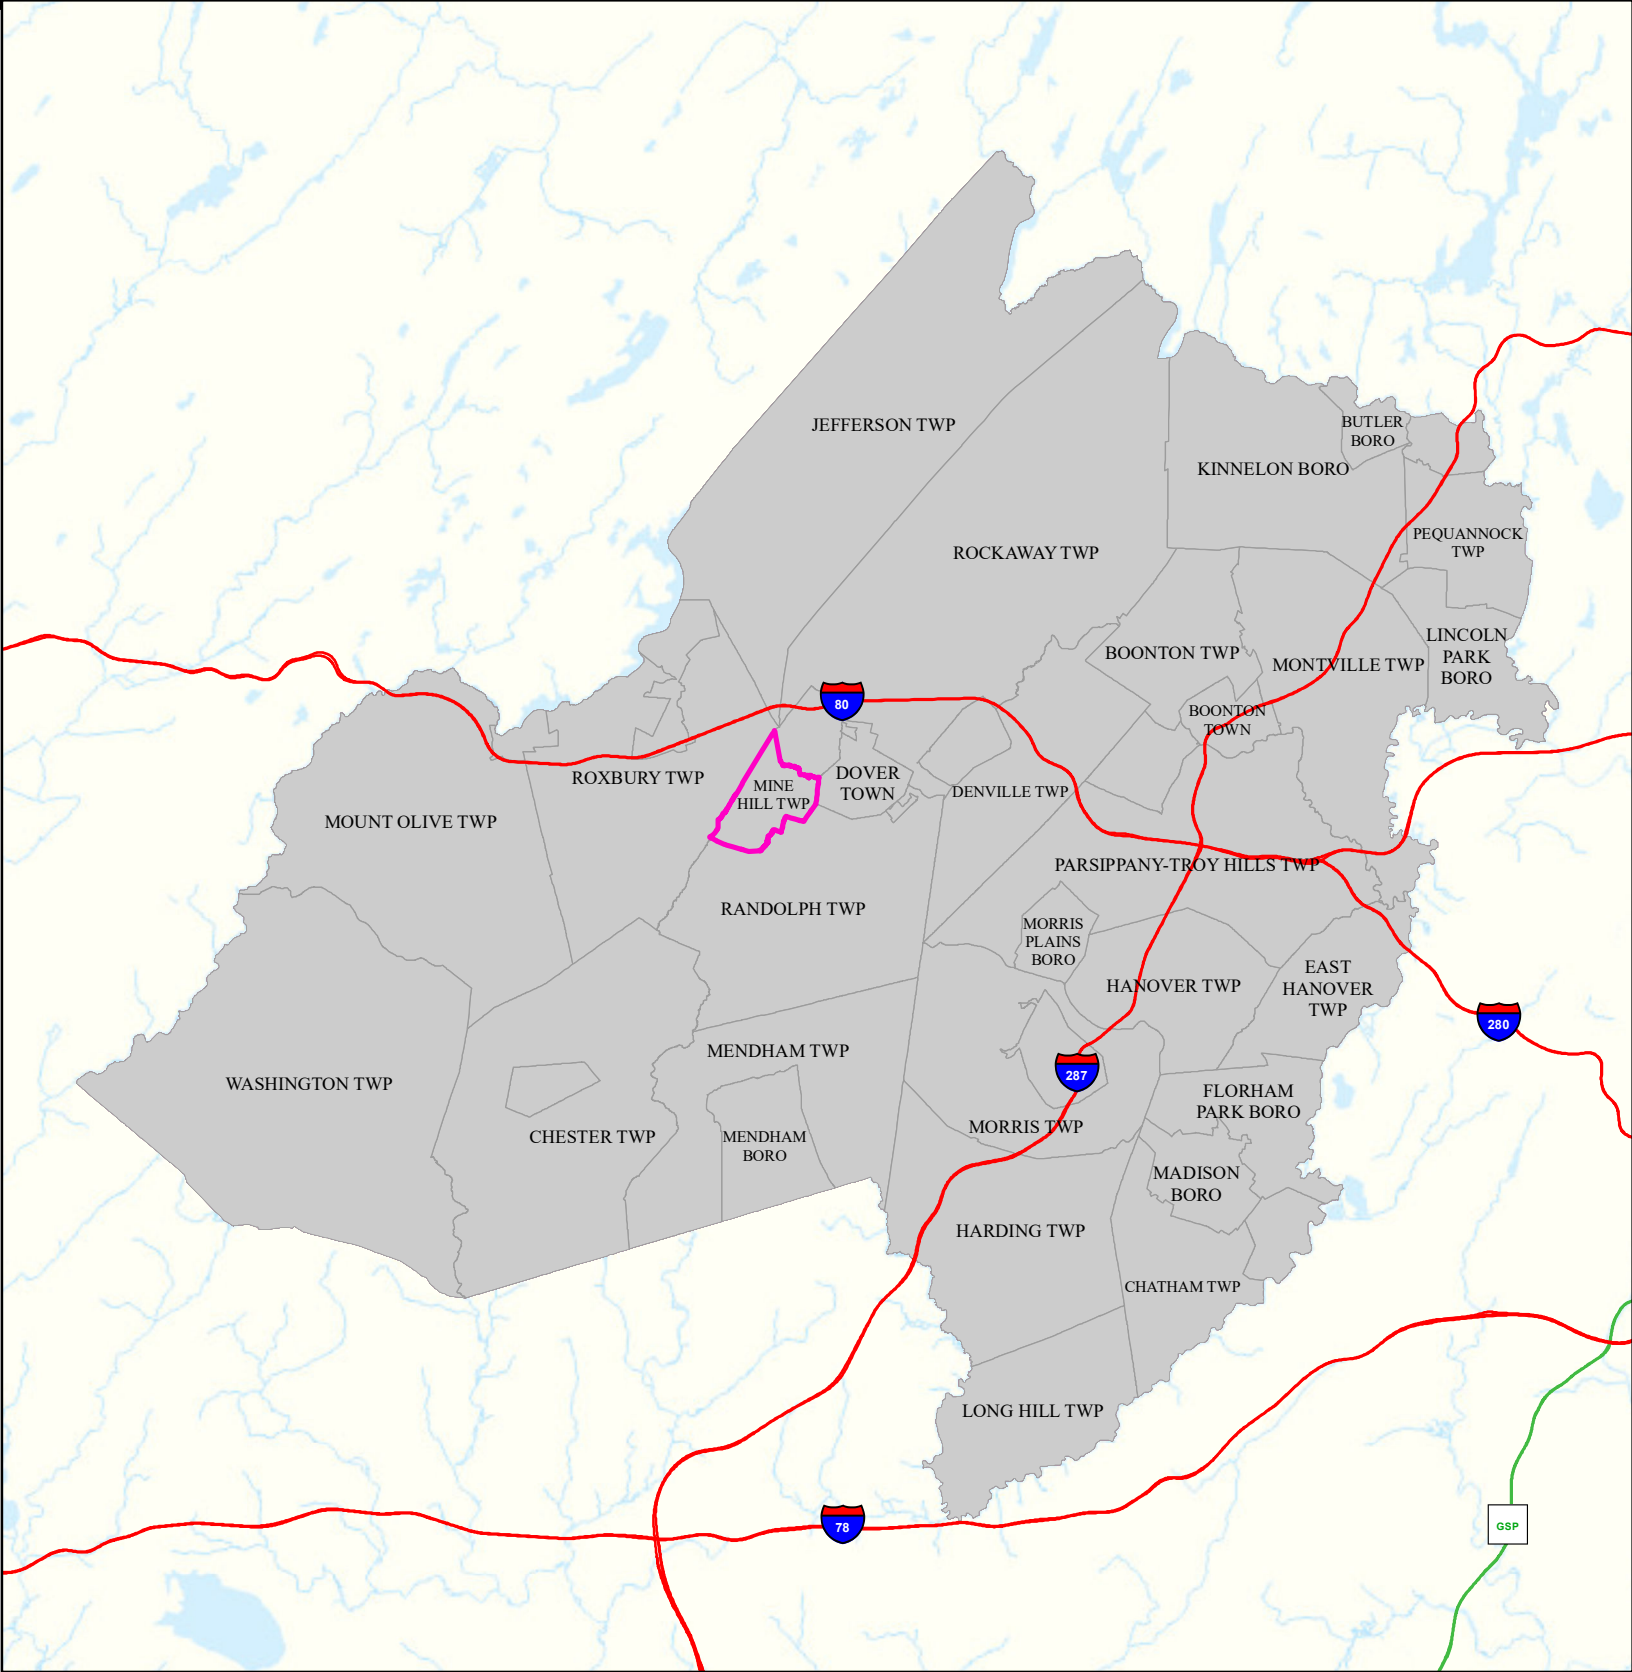 JEFFERSON TWP
BUTLER
BORO
KINNELON BORO
PEQUANNOCK
TWP
ROCKAWAY TWP
LINCOLN
PARK
BORO
BOONTON TWP
MONTVILLE TWP
80
BOONTON
TOWN
ROXBURY TWP
MINE
HILL TWP
DOVER
TOWN
DENVILLE TWP
MOUNT OLIVE TWP
PARSIPPANY-TROY HILLS TWP
RANDOLPH TWP
MORRIS
PLAINS
BORO
EAST
HANOVER
TWP
HANOVER TWP
280
MENDHAM TWP
287
WASHINGTON TWP
FLORHAM
PARK BORO
CHESTER TWP
MENDHAM
BORO
MORRIS TWP
MADISON
BORO
HARDING TWP
CHATHAM TWP
LONG HILL TWP
78
GSP